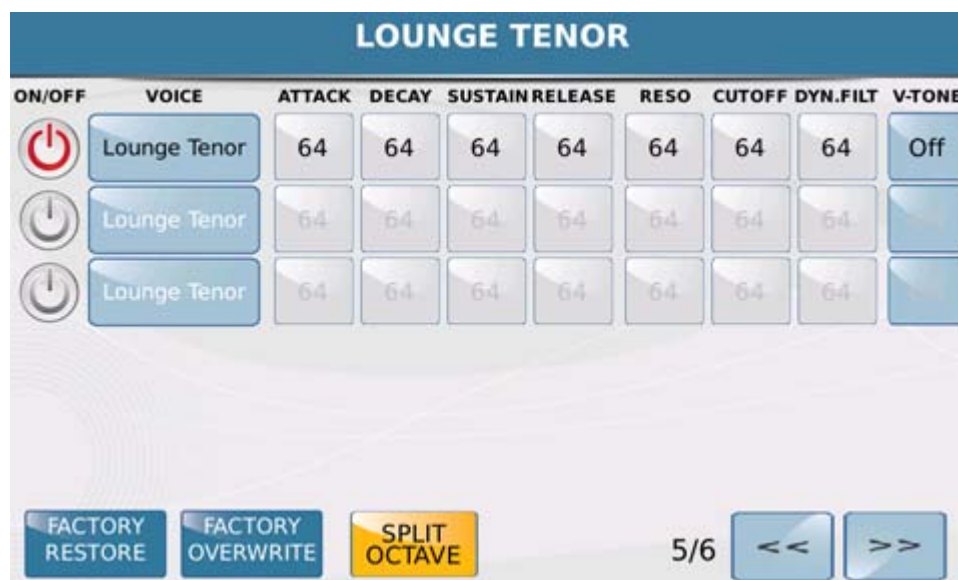 LOUNGE TENOR
ON/OFF VOICE ATTACK DECAY SUSTAIN RELEASE RESO CUTOFF DYN.FILT V-TONE
Lounge Tenor 64 64 64 64 64 64 64 Off
Lounge Tenor 64 64 64 64 64 64 64
Lounge Tenor 64 64 64 64 64 64 64
FACTORY RESTORE
FACTORY OVERWRITE
SPLIT OCTAVE
5/6 << >>